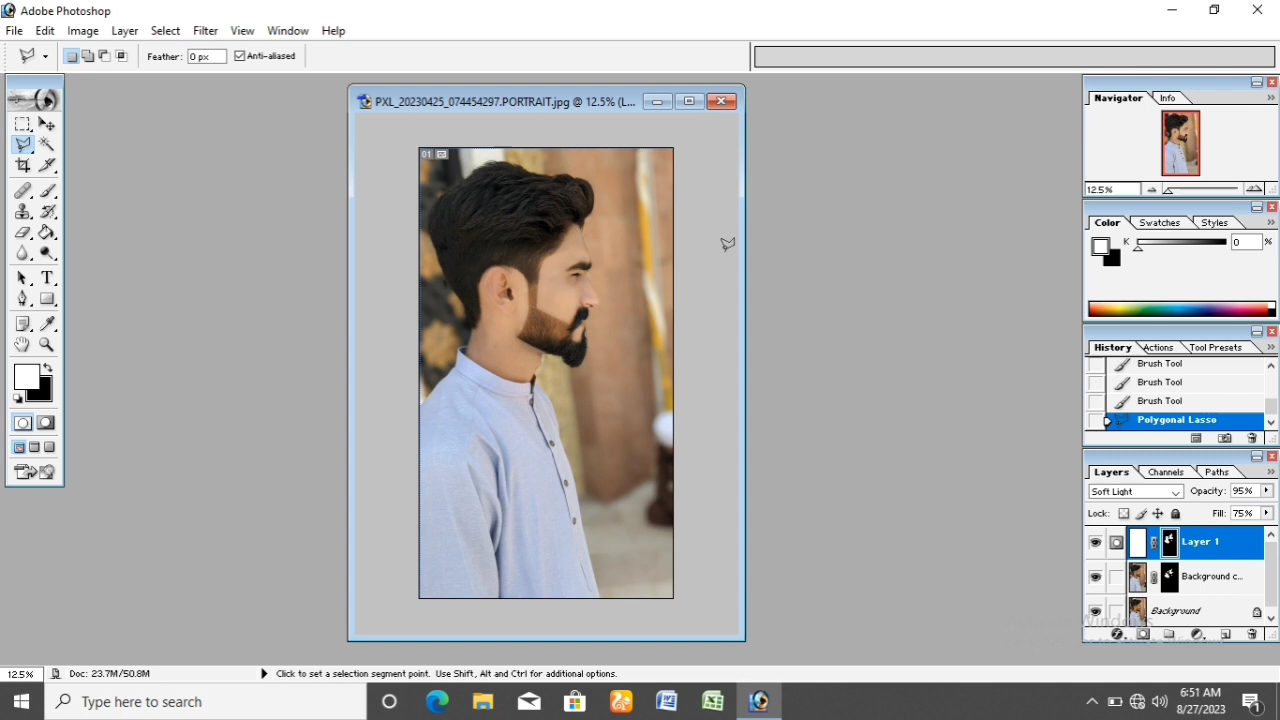 Adobe Photoshop
File Edit Image Layer Select Filter View Window Help
Feather: 0 px Anti-aliased
PXL_20230425_074454297.PORTRAIT.jpg @ 12.5% (L...
01
Navigator Info
12.5%
Color Swatches Styles
K 0 %
History Actions Tool Presets
Brush Tool
Brush Tool
Brush Tool
Polygonal Lasso
Layers Channels Paths
Soft Light Opacity: 95%
Lock: Fill: 75%
Layer 1
Background c...
Background
12.5% Doc: 23.7M/50.8M Click to set a selection segment point. Use Shift, Alt and Ctrl for additional options.
Type here to search
6:51 AM
8/27/2023
1